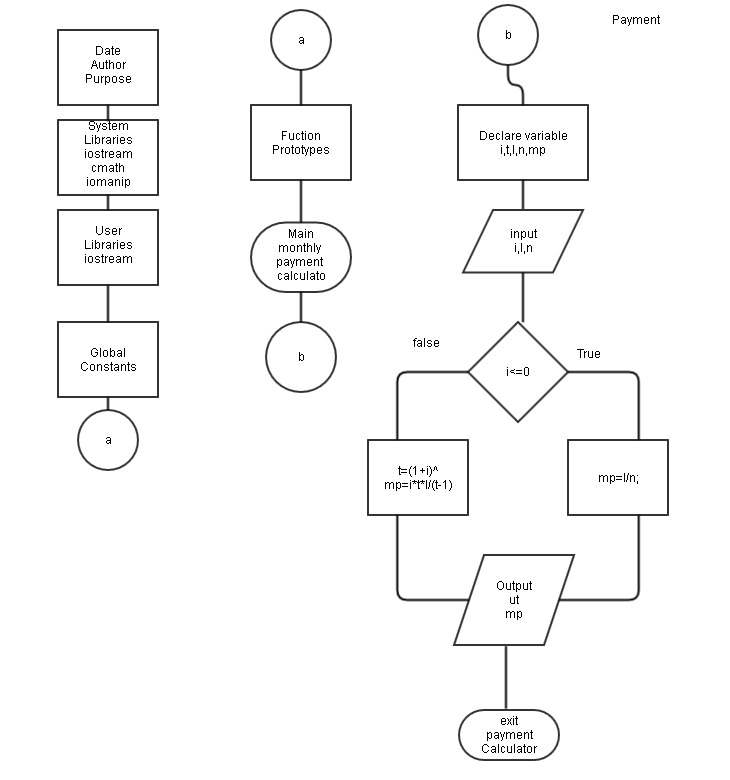 Date
Author
Purpose
System
Libraries
iostream
cmath
iomanip
User
Libraries
iostream
Global
Constants
a
a
Fuction
Prototypes
Main
monthly
payment
calculato
b
Payment
b
Declare variable
i,t,l,n,mp
input
i,l,n
i<=0
false
True
t=(1+i)^
mp=i*t*l/(t-1)
mp=l/n;
Output
ut
mp
exit
payment
Calculator